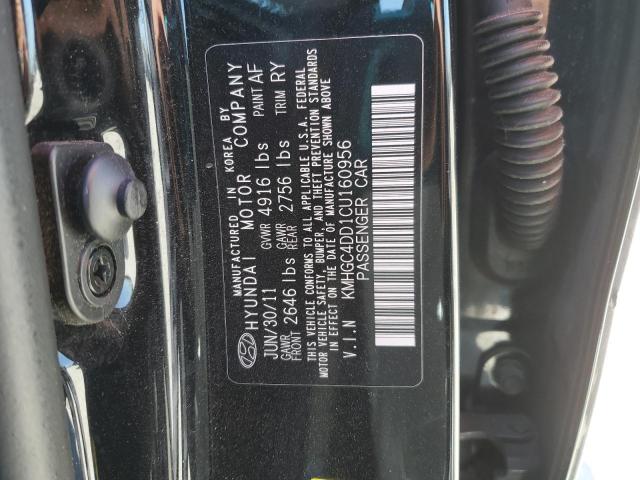 MANUFACTURED IN KOREA BY
HYUNDAI MOTOR COMPANY
JUN/30/11 GVWR 4916 lbs PAINT AF
GAWR FRONT 2646 lbs GAWR REAR 2756 lbs TRIM RY
THIS VEHICLE CONFORMS TO ALL APPLICABLE U.S.A. FEDERAL
MOTOR VEHICLE SAFETY, BUMPER, AND THEFT PREVENTION STANDARDS
IN EFFECT ON THE DATE OF MANUFACTURE SHOWN ABOVE
V.I.N KMHGC4DD1CU160956
PASSENGER CAR